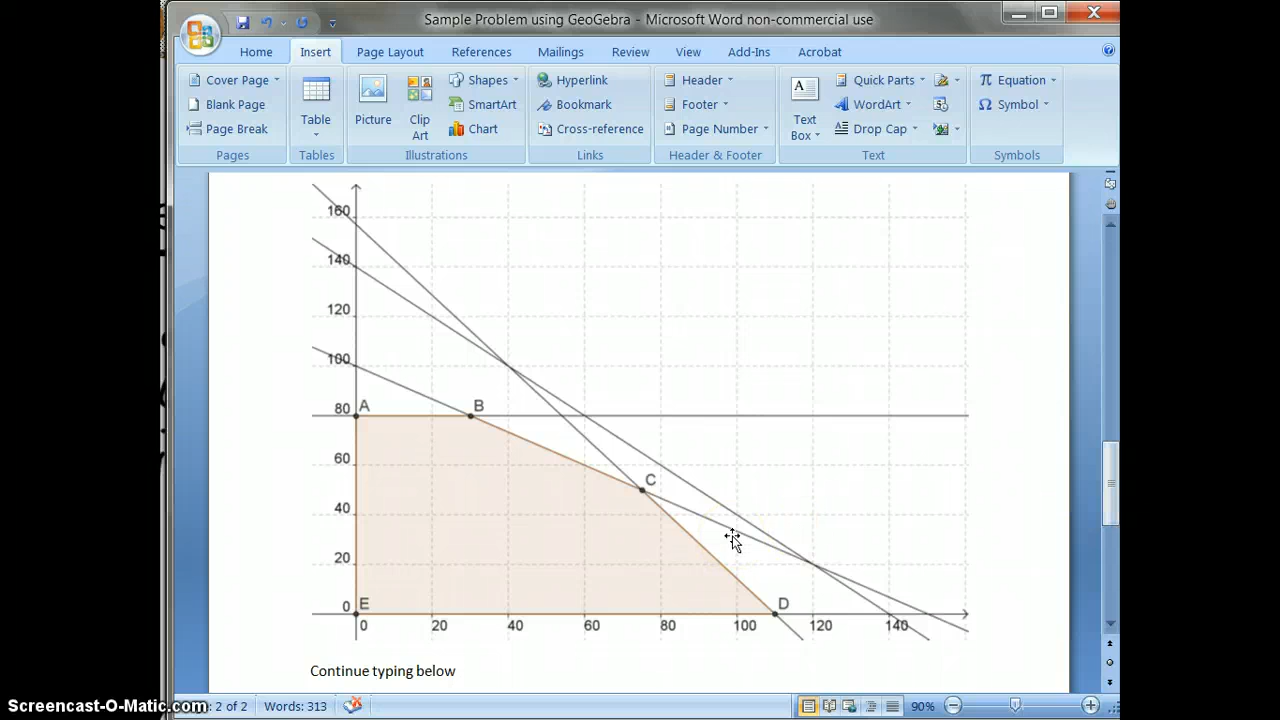 Sample Problem using GeoGebra - Microsoft Word non-commercial use
Home Insert Page Layout References Mailings Review View Add-Ins Acrobat
Cover Page
Blank Page
Page Break
Pages
Table
Tables
Picture
Clip
Art
Shapes
SmartArt
Chart
Illustrations
Hyperlink
Bookmark
Cross-reference
Links
Header
Footer
Page Number
Header & Footer
Text
Box
Quick Parts
WordArt
Drop Cap
Text
Equation
Symbol
Symbols
160
140
120
100
80 A B
60
C
40
20
0 E D
0 20 40 60 80 100 120 140
Continue typing below
: 2 of 2 Words: 313 90%
Screencast-O-Matic.com